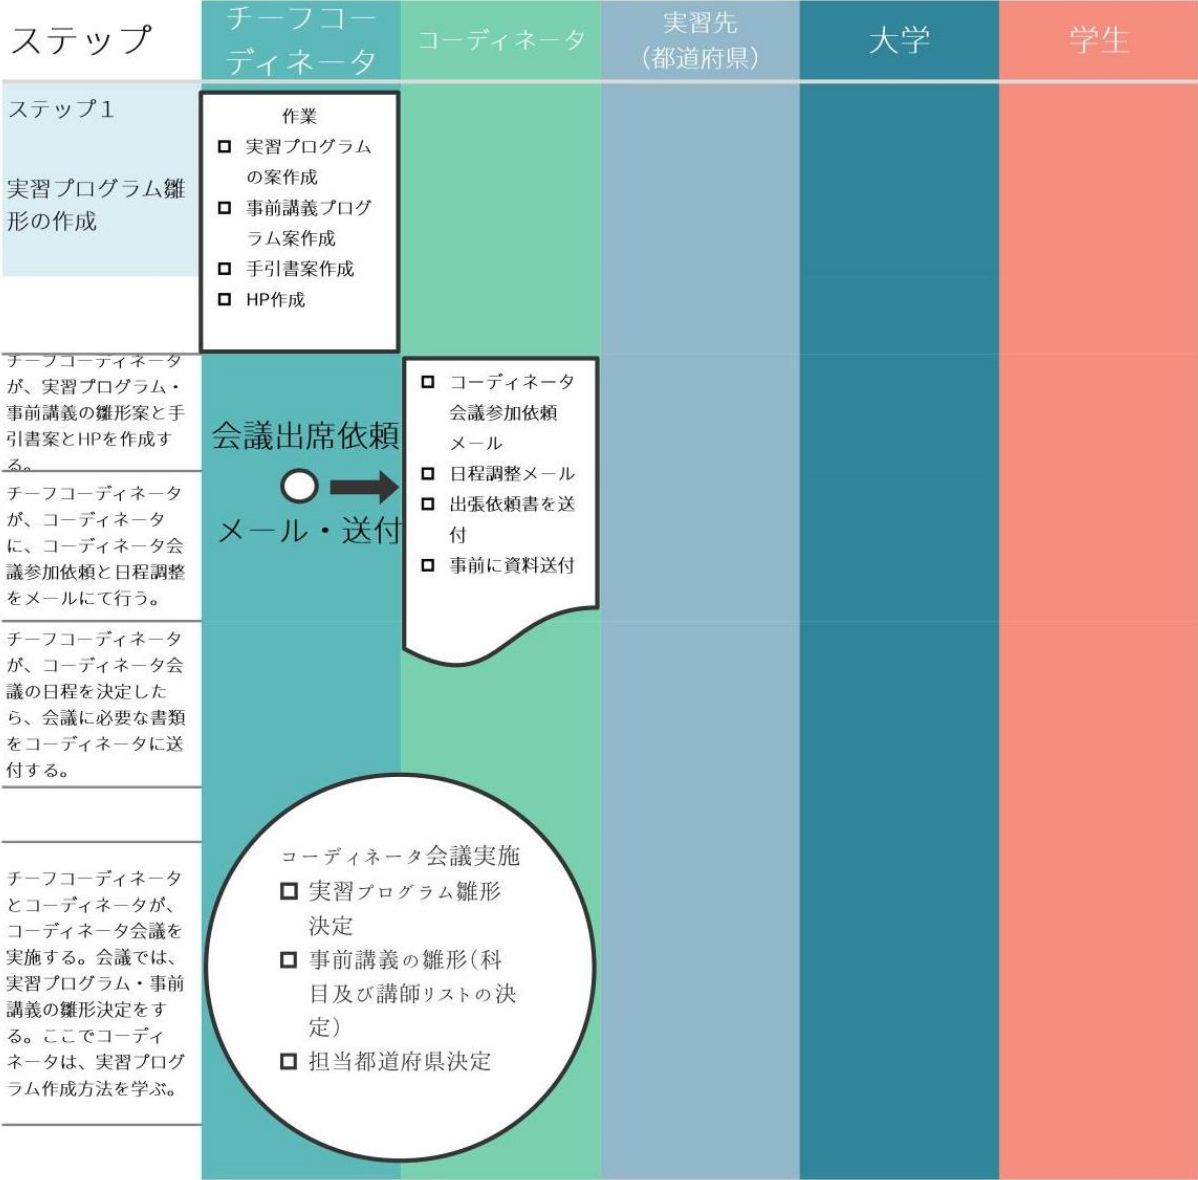 ステップ
チーフコー
ディネータ
コーディネータ
実習先
(都道府県)
大学
学生
ステップ１
実習プログラム雛
形の作成
作業
実習プログラム
の案作成
事前講義プログ
ラム案作成
手引書案作成
HP作成
チーフコーディネータ
が、実習プログラム・
事前講義の雛形案と手
引書案とHPを作成す
る。
会議出席依頼
メール・送付
コーディネータ
会議参加依頼
メール
日程調整メール
出張依頼書を送
付
事前に資料送付
チーフコーディネータ
が、コーディネータ
に、コーディネータ会
議参加依頼と日程調整
をメールにて行う。
チーフコーディネータ
が、コーディネータ会
議の日程を決定した
ら、会議に必要な書類
をコーディネータに送
付する。
チーフコーディネータ
とコーディネータが、
コーディネータ会議を
実施する。会議では、
実習プログラム・事前
講義の雛形決定をす
る。ここでコーディ
ネータは、実習プログ
ラム作成方法を学ぶ。
コーディネータ会議実施
実習プログラム雛形
決定
事前講義の雛形(科
目及び講師リストの決
定)
担当都道府県決定